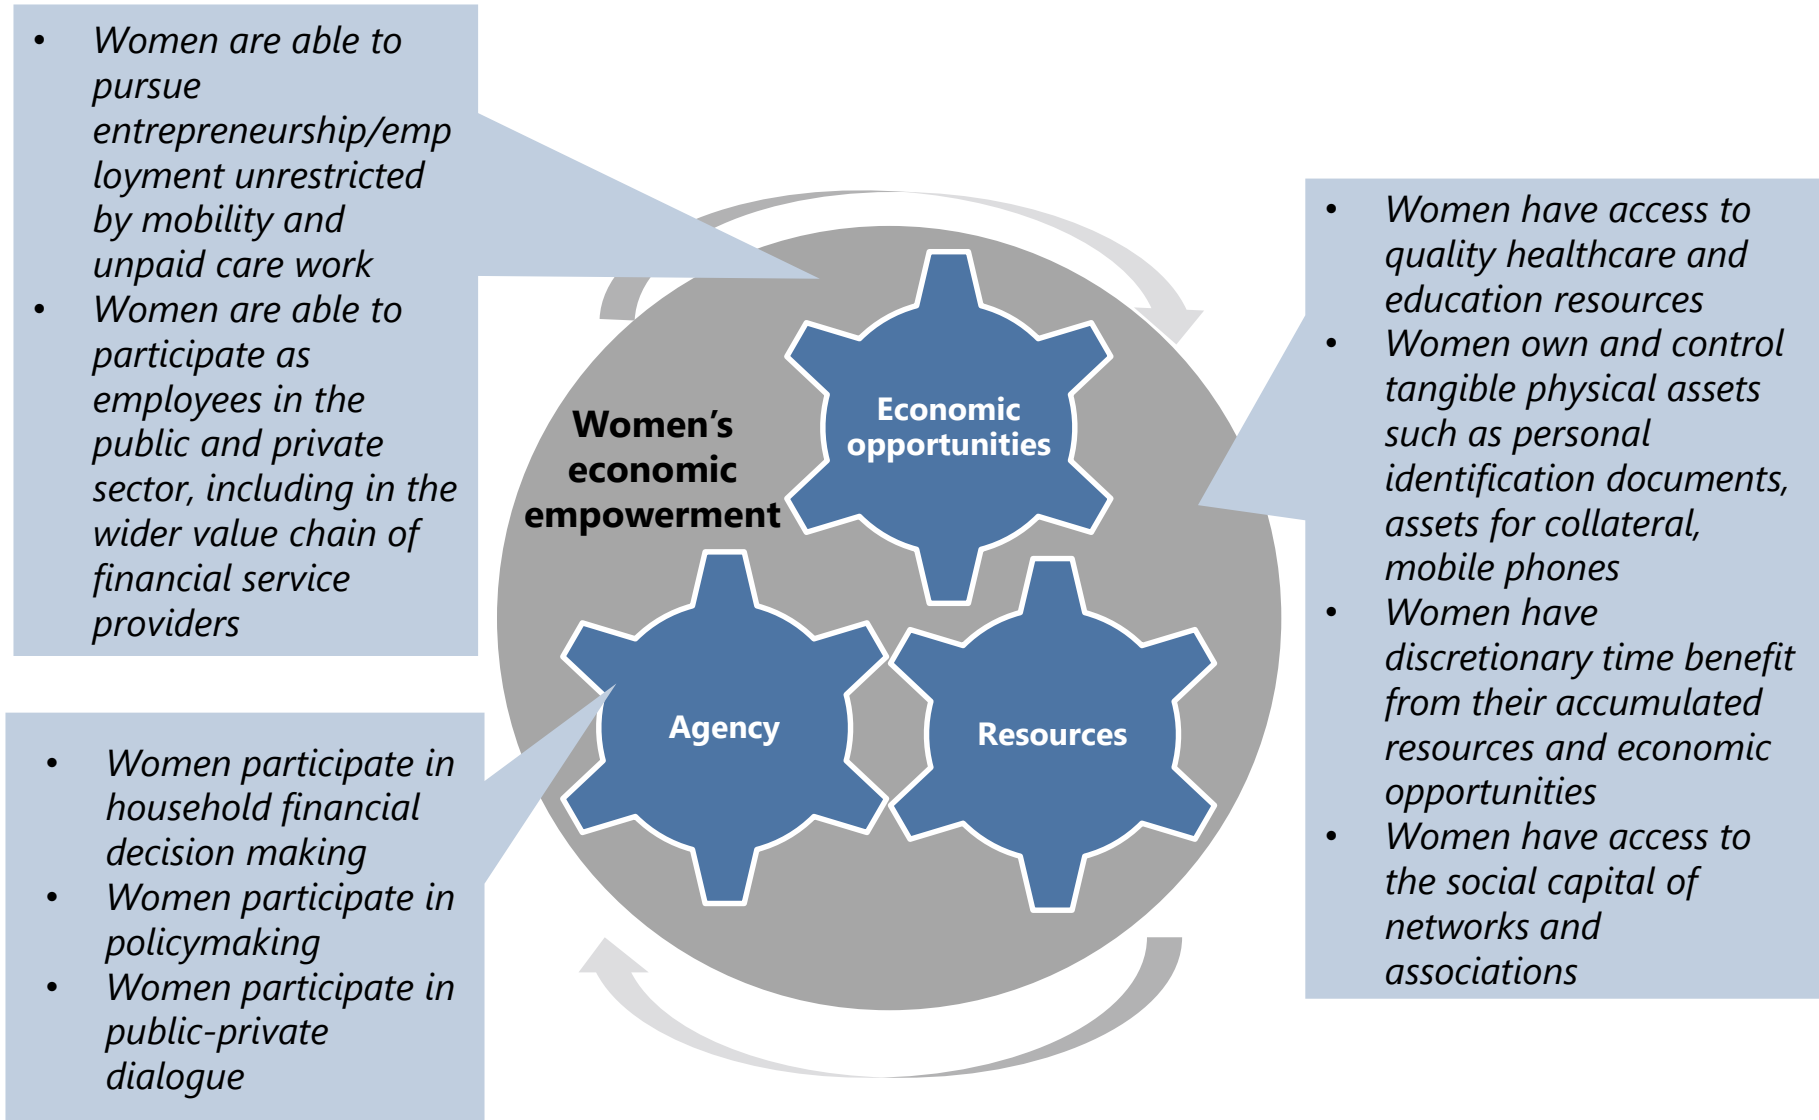 • Women are able to
pursue
entrepreneurship/emp
loyment unrestricted
by mobility and
unpaid care work
• Women are able to
participate as
employees in the
public and private
sector, including in the
wider value chain of
financial service
providers
• Women participate in
household financial
decision making
• Women participate in
policymaking
• Women participate in
public-private
dialogue
Women’s
economic
empowerment
Economic
opportunities
Agency
Resources
• Women have access to
quality healthcare and
education resources
• Women own and control
tangible physical assets
such as personal
identification documents,
assets for collateral,
mobile phones
• Women have
discretionary time benefit
from their accumulated
resources and economic
opportunities
• Women have access to
the social capital of
networks and
associations